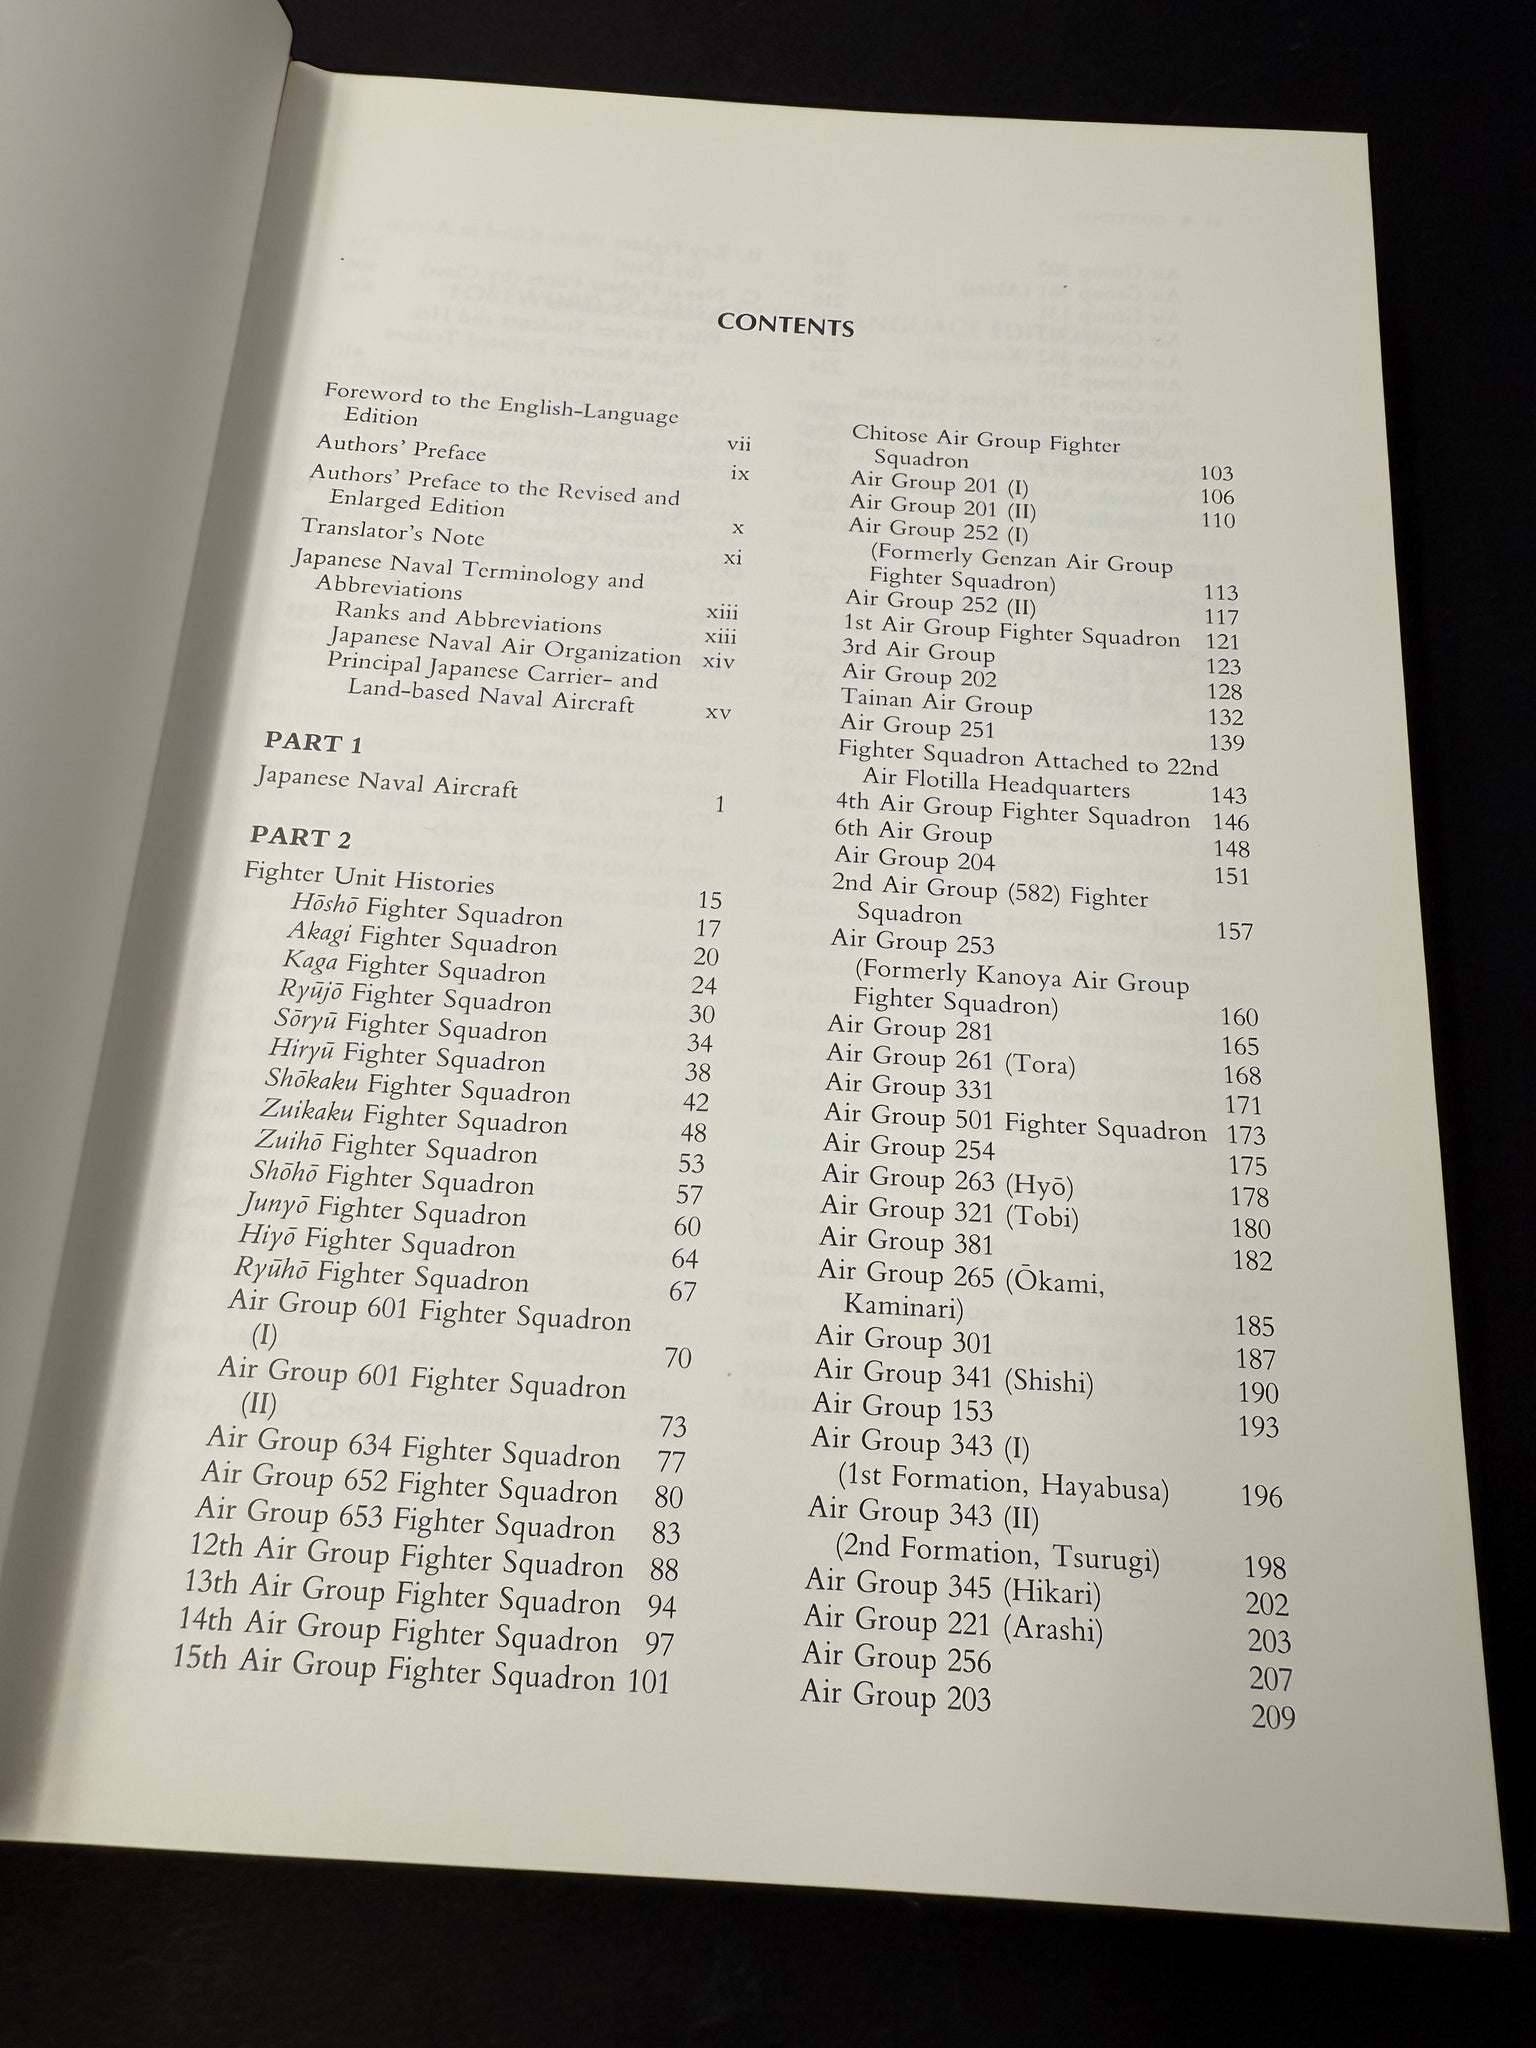 CONTENTS
Foreword to the English-Language
Edition vii
Authors' Preface ix
Authors' Preface to the Revised and
Enlarged Edition x
Translator's Note xi
Japanese Naval Terminology and
Abbreviations xiii
Ranks and Abbreviations xiii
Japanese Naval Air Organization xiv
Principal Japanese Carrier- and
Land-based Naval Aircraft xv
PART 1
Japanese Naval Aircraft 1
PART 2
Fighter Unit Histories 15
Hōshō Fighter Squadron 17
Akagi Fighter Squadron 20
Kaga Fighter Squadron 24
Ryūjō Fighter Squadron 30
Sōryū Fighter Squadron 34
Hiryū Fighter Squadron 38
Shōkaku Fighter Squadron 42
Zuikaku Fighter Squadron 48
Zuihō Fighter Squadron 53
Shōhō Fighter Squadron 57
Junyō Fighter Squadron 60
Hiyō Fighter Squadron 64
Ryūhō Fighter Squadron 67
Air Group 601 Fighter Squadron
(I) 70
Air Group 601 Fighter Squadron
(II) 73
Air Group 634 Fighter Squadron 77
Air Group 652 Fighter Squadron 80
Air Group 653 Fighter Squadron 83
12th Air Group Fighter Squadron 88
13th Air Group Fighter Squadron 94
14th Air Group Fighter Squadron 97
15th Air Group Fighter Squadron 101
Chitose Air Group Fighter
Squadron 103
Air Group 201 (I) 106
Air Group 201 (II) 110
Air Group 252 (I)
(Formerly Genzan Air Group
Fighter Squadron) 113
Air Group 252 (II) 117
1st Air Group Fighter Squadron 121
3rd Air Group 123
Air Group 202 128
Tainan Air Group 132
Air Group 251 139
Fighter Squadron Attached to 22nd
Air Flotilla Headquarters 143
4th Air Group Fighter Squadron 146
6th Air Group 148
Air Group 204 151
2nd Air Group (582) Fighter
Squadron 157
Air Group 253
(Formerly Kanoya Air Group
Fighter Squadron) 160
Air Group 281 165
Air Group 261 (Tora) 168
Air Group 331 171
Air Group 501 Fighter Squadron 173
Air Group 254 175
Air Group 263 (Hyō) 178
Air Group 321 (Tobi) 180
Air Group 381 182
Air Group 265 (Ōkami,
Kaminari) 185
Air Group 301 187
Air Group 341 (Shishi) 190
Air Group 153 193
Air Group 343 (I)
(1st Formation, Hayabusa) 196
Air Group 343 (II)
(2nd Formation, Tsurugi) 198
Air Group 345 (Hikari) 202
Air Group 221 (Arashi) 203
Air Group 256 207
Air Group 203 209